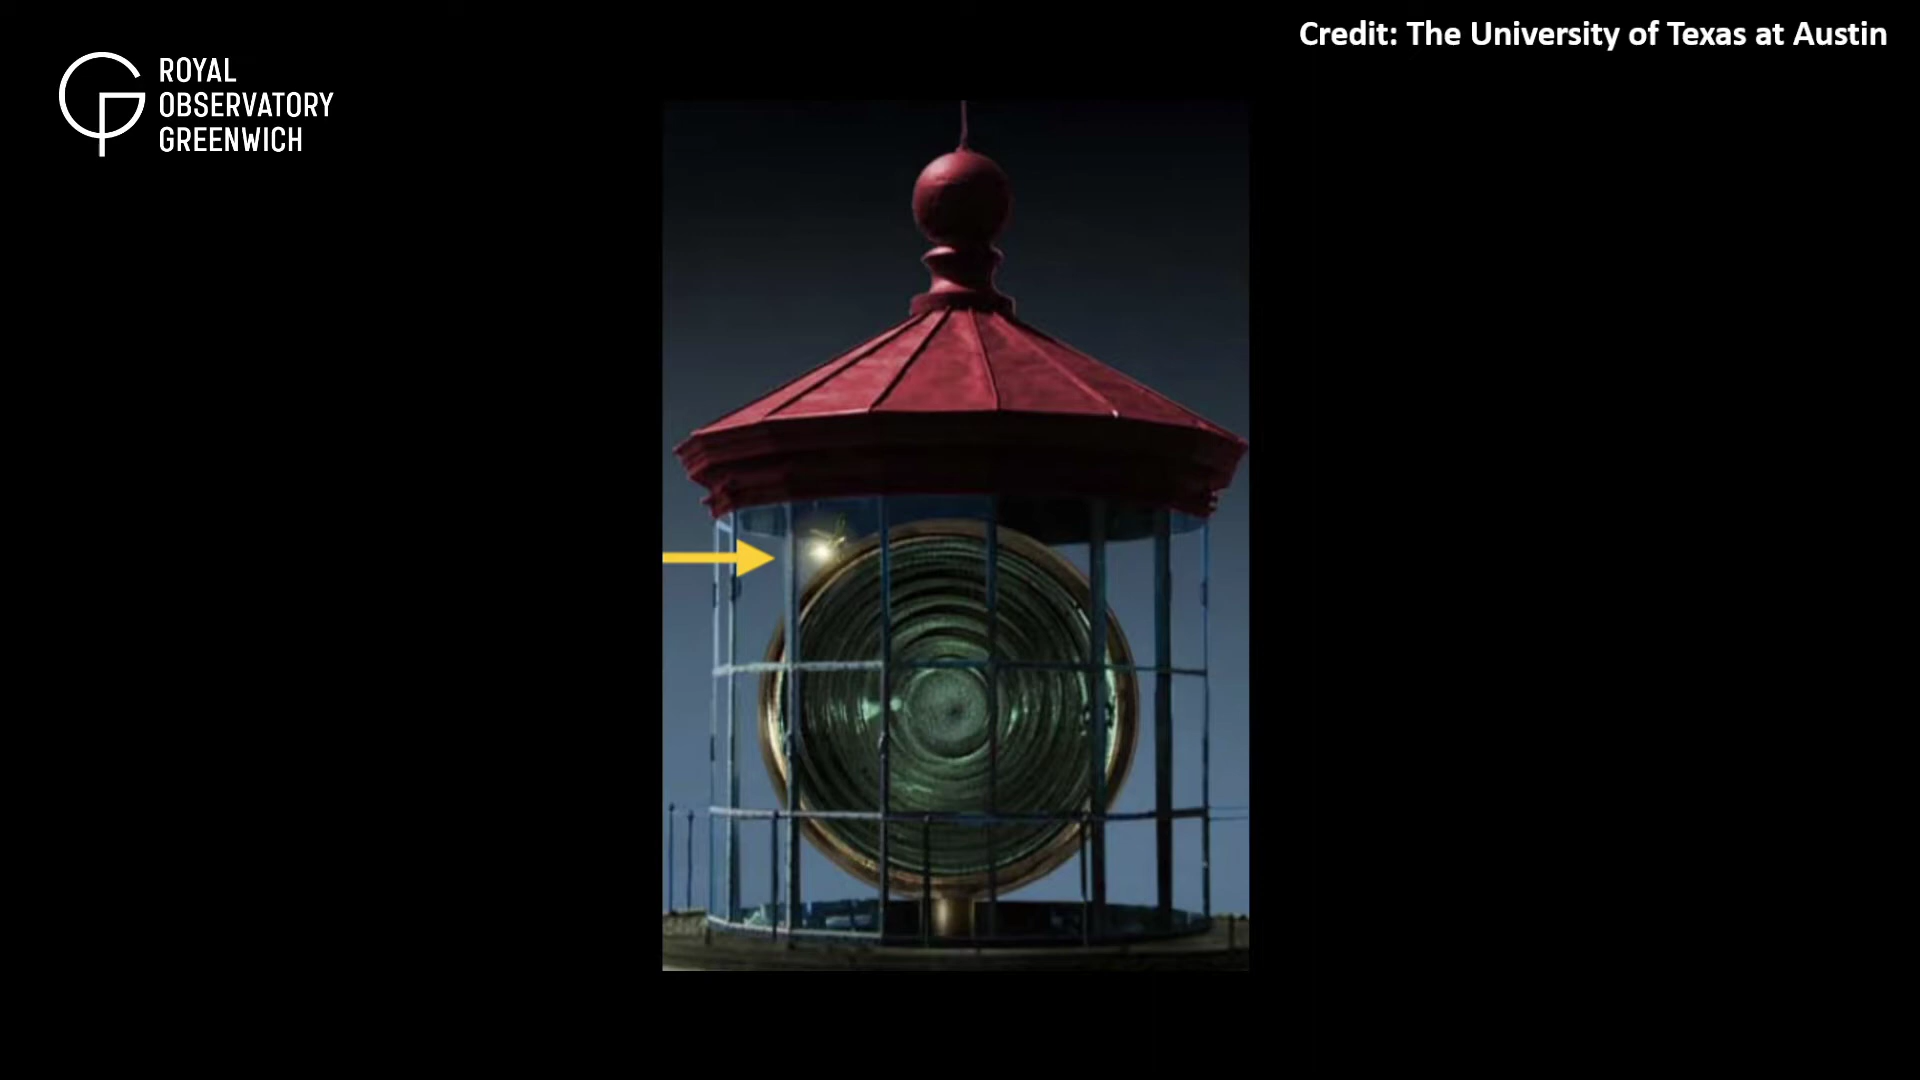 ROYAL
OBSERVATORY
GREENWICH
Credit: The University of Texas at Austin